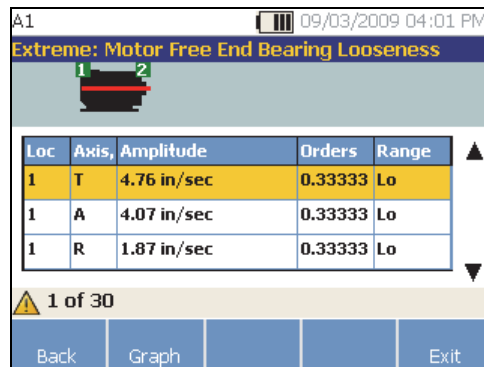 A1 09/03/2009 04:01 PM
Extreme: Motor Free End Bearing Looseness
1 2
Loc Axis, Amplitude Orders Range
1 T 4.76 in/sec 0.33333 Lo
1 A 4.07 in/sec 0.33333 Lo
1 R 1.87 in/sec 0.33333 Lo
1 of 30
Back Graph Exit